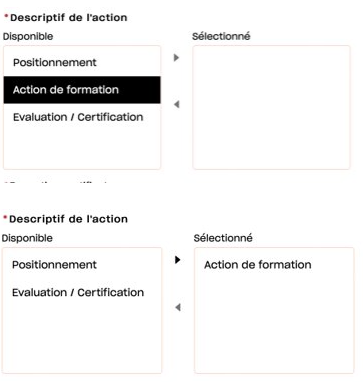 *Descriptif de l'action
Disponible Sélectionné
Positionnement
Action de formation
Evaluation / Certification
*Descriptif de l'action
Disponible Sélectionné
Positionnement Action de formation
Evaluation / Certification